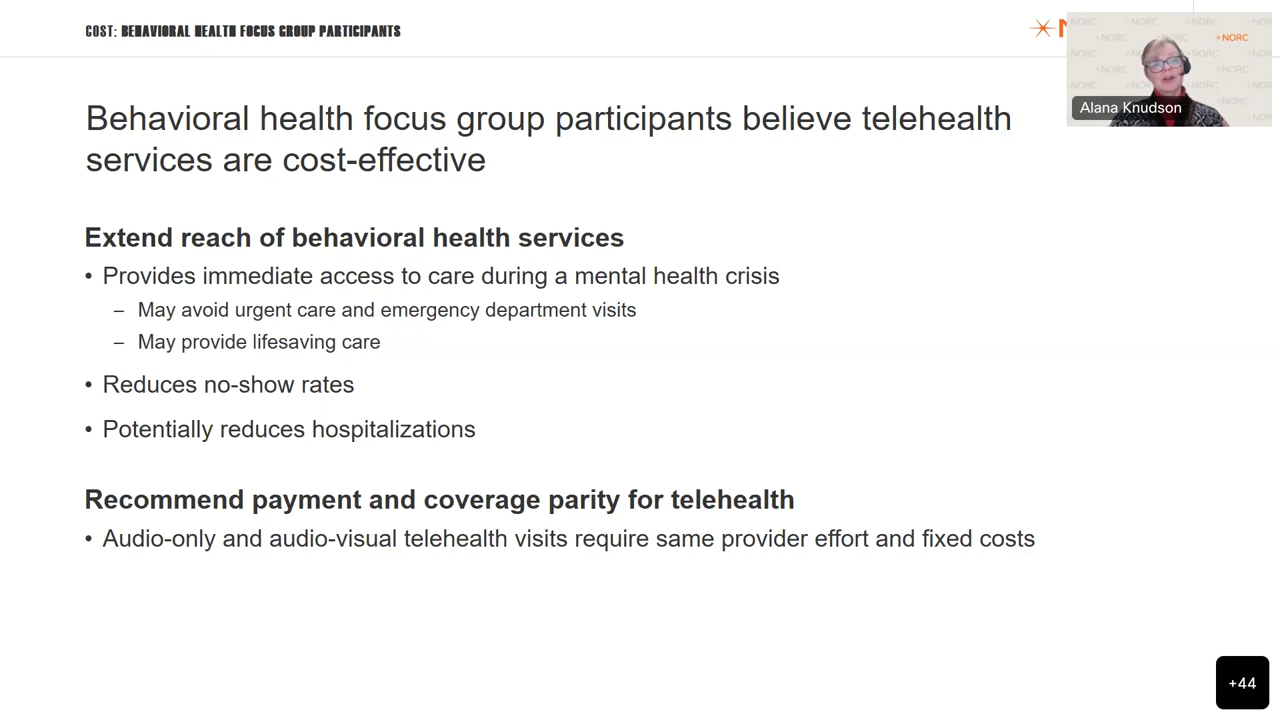 COST: BEHAVIORAL HEALTH FOCUS GROUP PARTICIPANTS
NORC
Alana Knudson
Behavioral health focus group participants believe telehealth
services are cost-effective
Extend reach of behavioral health services
• Provides immediate access to care during a mental health crisis
– May avoid urgent care and emergency department visits
– May provide lifesaving care
• Reduces no-show rates
• Potentially reduces hospitalizations
Recommend payment and coverage parity for telehealth
• Audio-only and audio-visual telehealth visits require same provider effort and fixed costs
+44